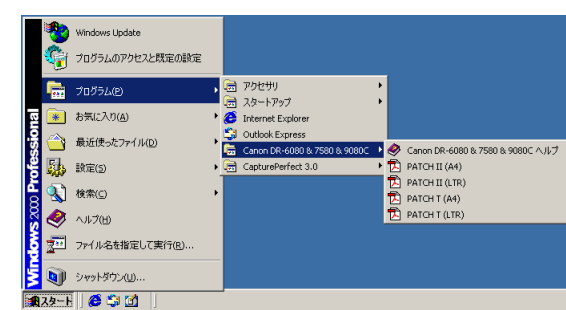 Windows Update
プログラムのアクセスと既定の設定
プログラム(P)
お気に入り(A)
最近使ったファイル(D)
設定(S)
検索(C)
ヘルプ(H)
ファイル名を指定して実行(R)...
シャットダウン(U)...
Windows 2000 Professional
スタート
アクセサリ
スタートアップ
Internet Explorer
Outlook Express
Canon DR-6080 & 7580 & 9080C
CapturePerfect 3.0
Canon DR-6080 & 7580 & 9080C ヘルプ
PATCH II (A4)
PATCH II (LTR)
PATCH T (A4)
PATCH T (LTR)